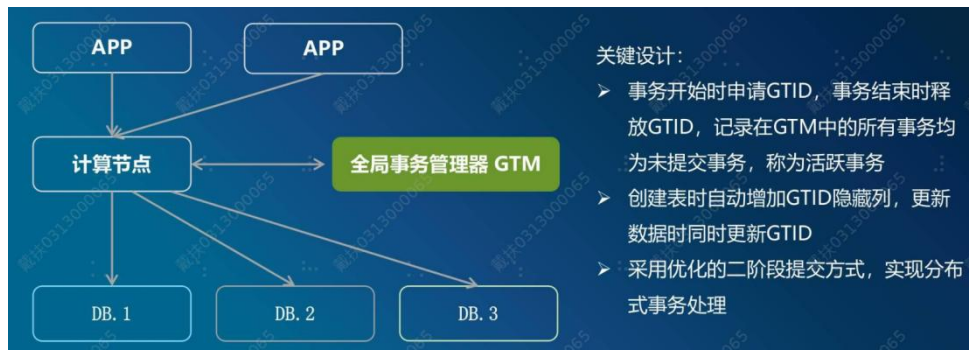 APP
APP
计算节点
全局事务管理器 GTM
DB. 1
DB. 2
DB. 3
关键设计：
➢ 事务开始时申请GTID，事务结束时释
放GTID，记录在GTM中的所有事务均
为未提交事务，称为活跃事务
➢ 创建表时自动增加GTID隐藏列，更新
数据时同时更新GTID
➢ 采用优化的二阶段提交方式，实现分布
式事务处理